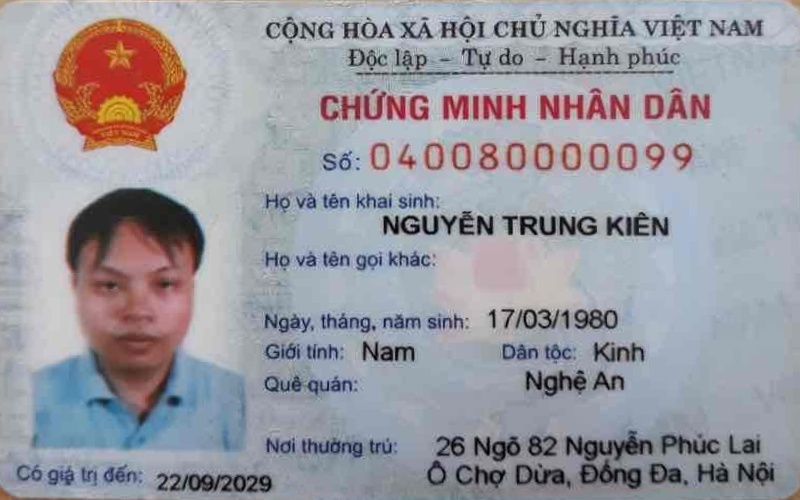 CỘNG HÒA XÃ HỘI CHỦ NGHĨA VIỆT NAM
Độc lập – Tự do – Hạnh phúc
CHỨNG MINH NHÂN DÂN
Số: 040080000099
Họ và tên khai sinh:
NGUYỄN TRUNG KIÊN
Họ và tên gọi khác:
Ngày, tháng, năm sinh: 17/03/1980
Giới tính: Nam Dân tộc: Kinh
Quê quán: Nghệ An
Nơi thường trú: 26 Ngõ 82 Nguyễn Phúc Lai
Ô Chợ Dừa, Đống Đa, Hà Nội
Có giá trị đến: 22/09/2029
VIỆT NAM